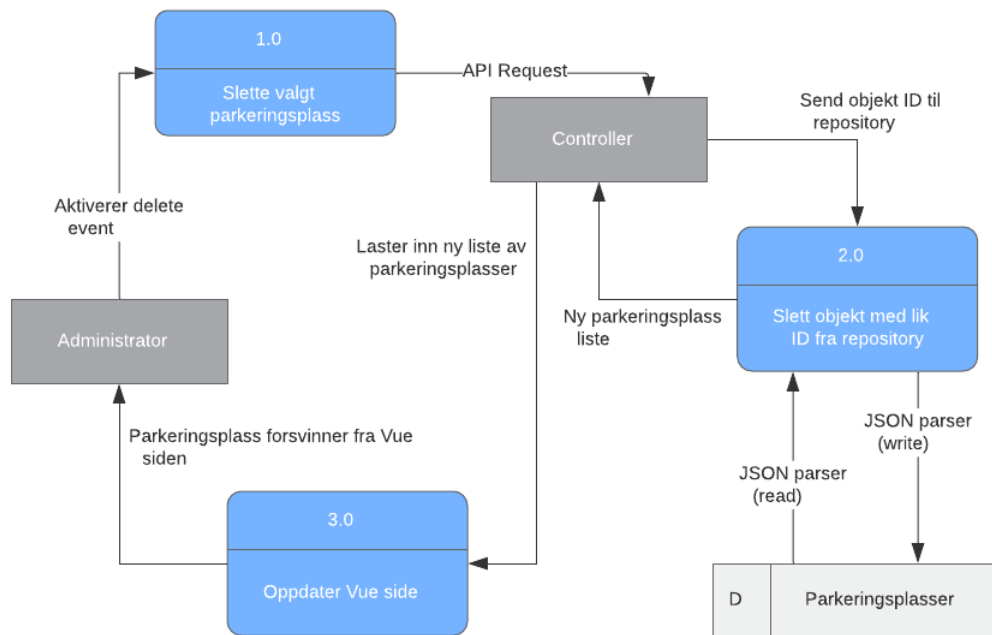 1.0
Slette valgt
parkeringsplass
API Request
Controller
Send objekt ID til
repository
Aktiverer delete
event
Laster inn ny liste av
parkeringsplasser
2.0
Slett objekt med lik
ID fra repository
Ny parkeringsplass
liste
Administrator
Parkeringsplass forsvinner fra Vue
siden
JSON parser
(write)
JSON parser
(read)
3.0
Oppdater Vue side
D
Parkeringsplasser